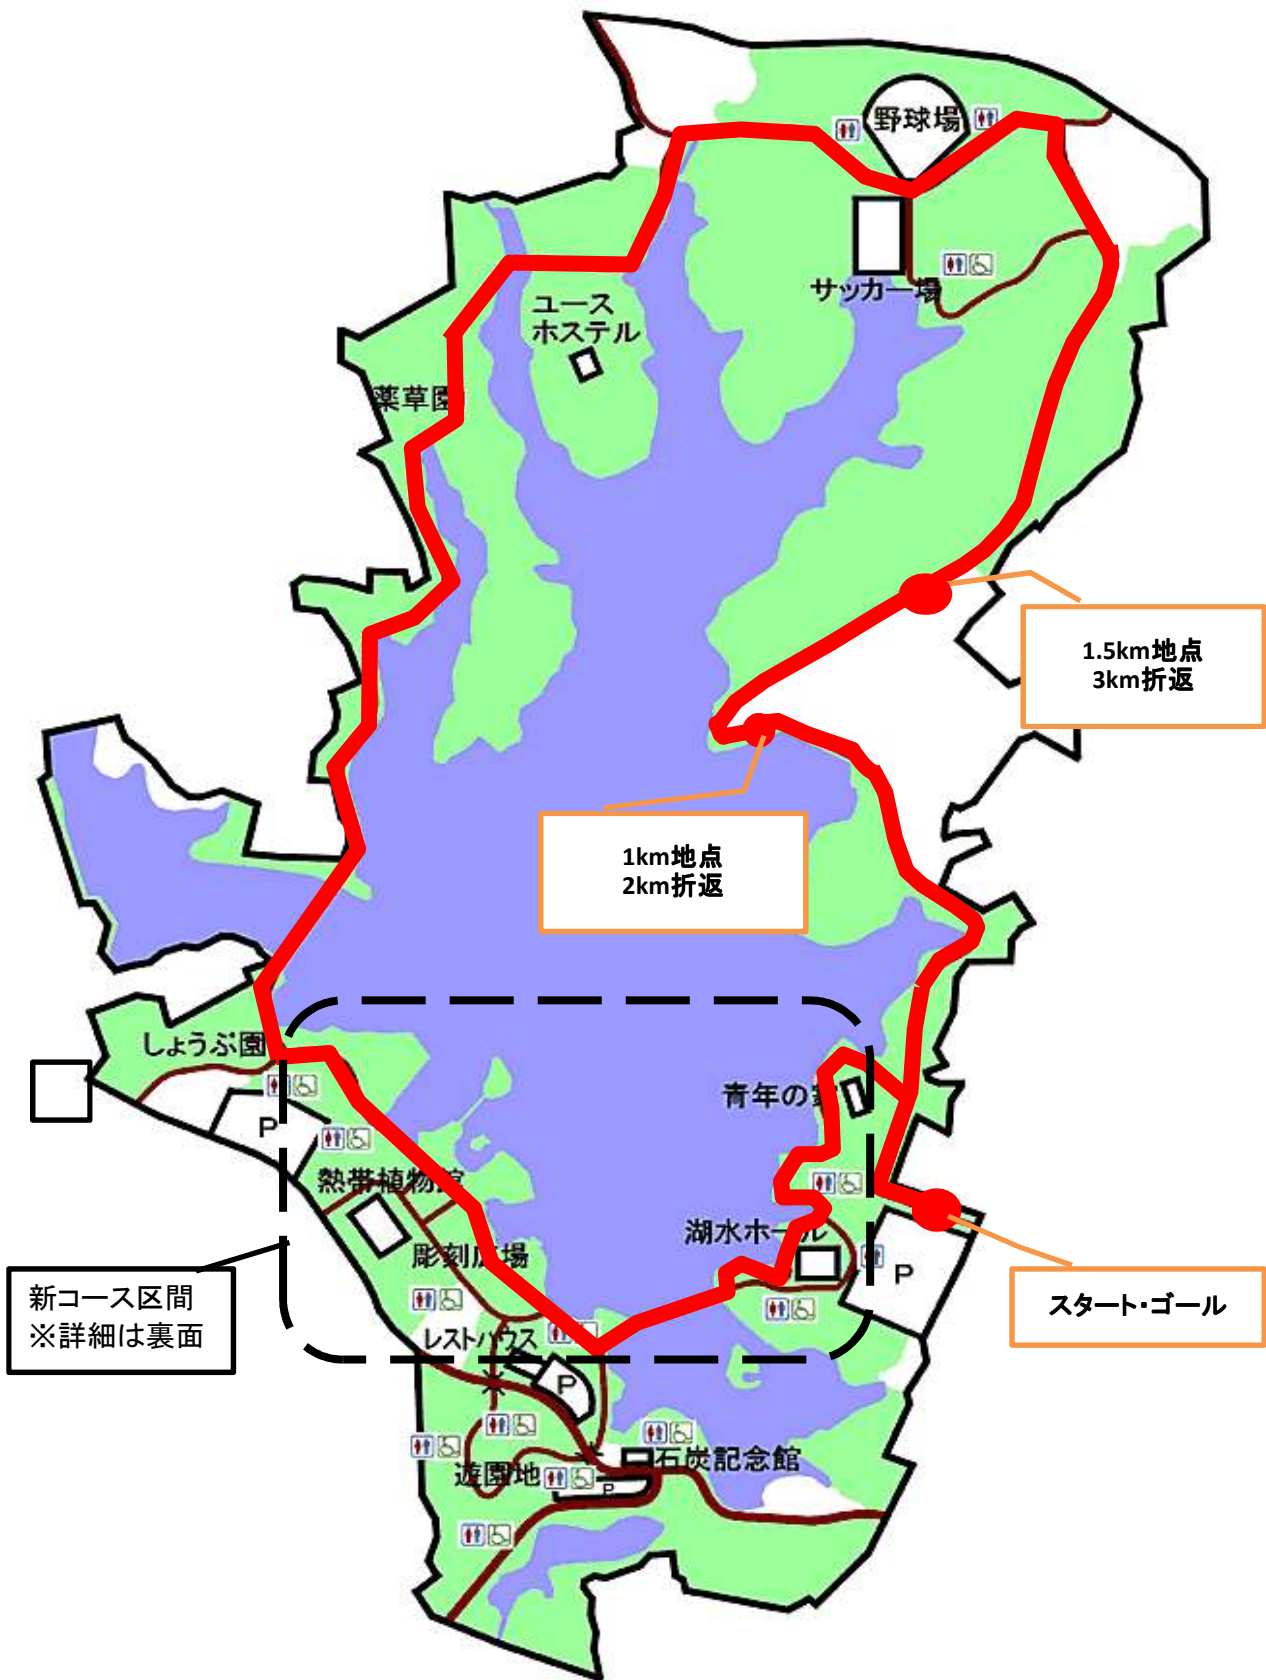 野球場
サッカー場
ユース
ホステル
薬草園
1.5km地点
3km折返
1km地点
2km折返
しょうぶ園
青年の家
P
熱帯植物館
湖水ホール
彫刻広場
P
新コース区間
※詳細は裏面
スタート・ゴール
レストハウス
P
石炭記念館
遊園地
P